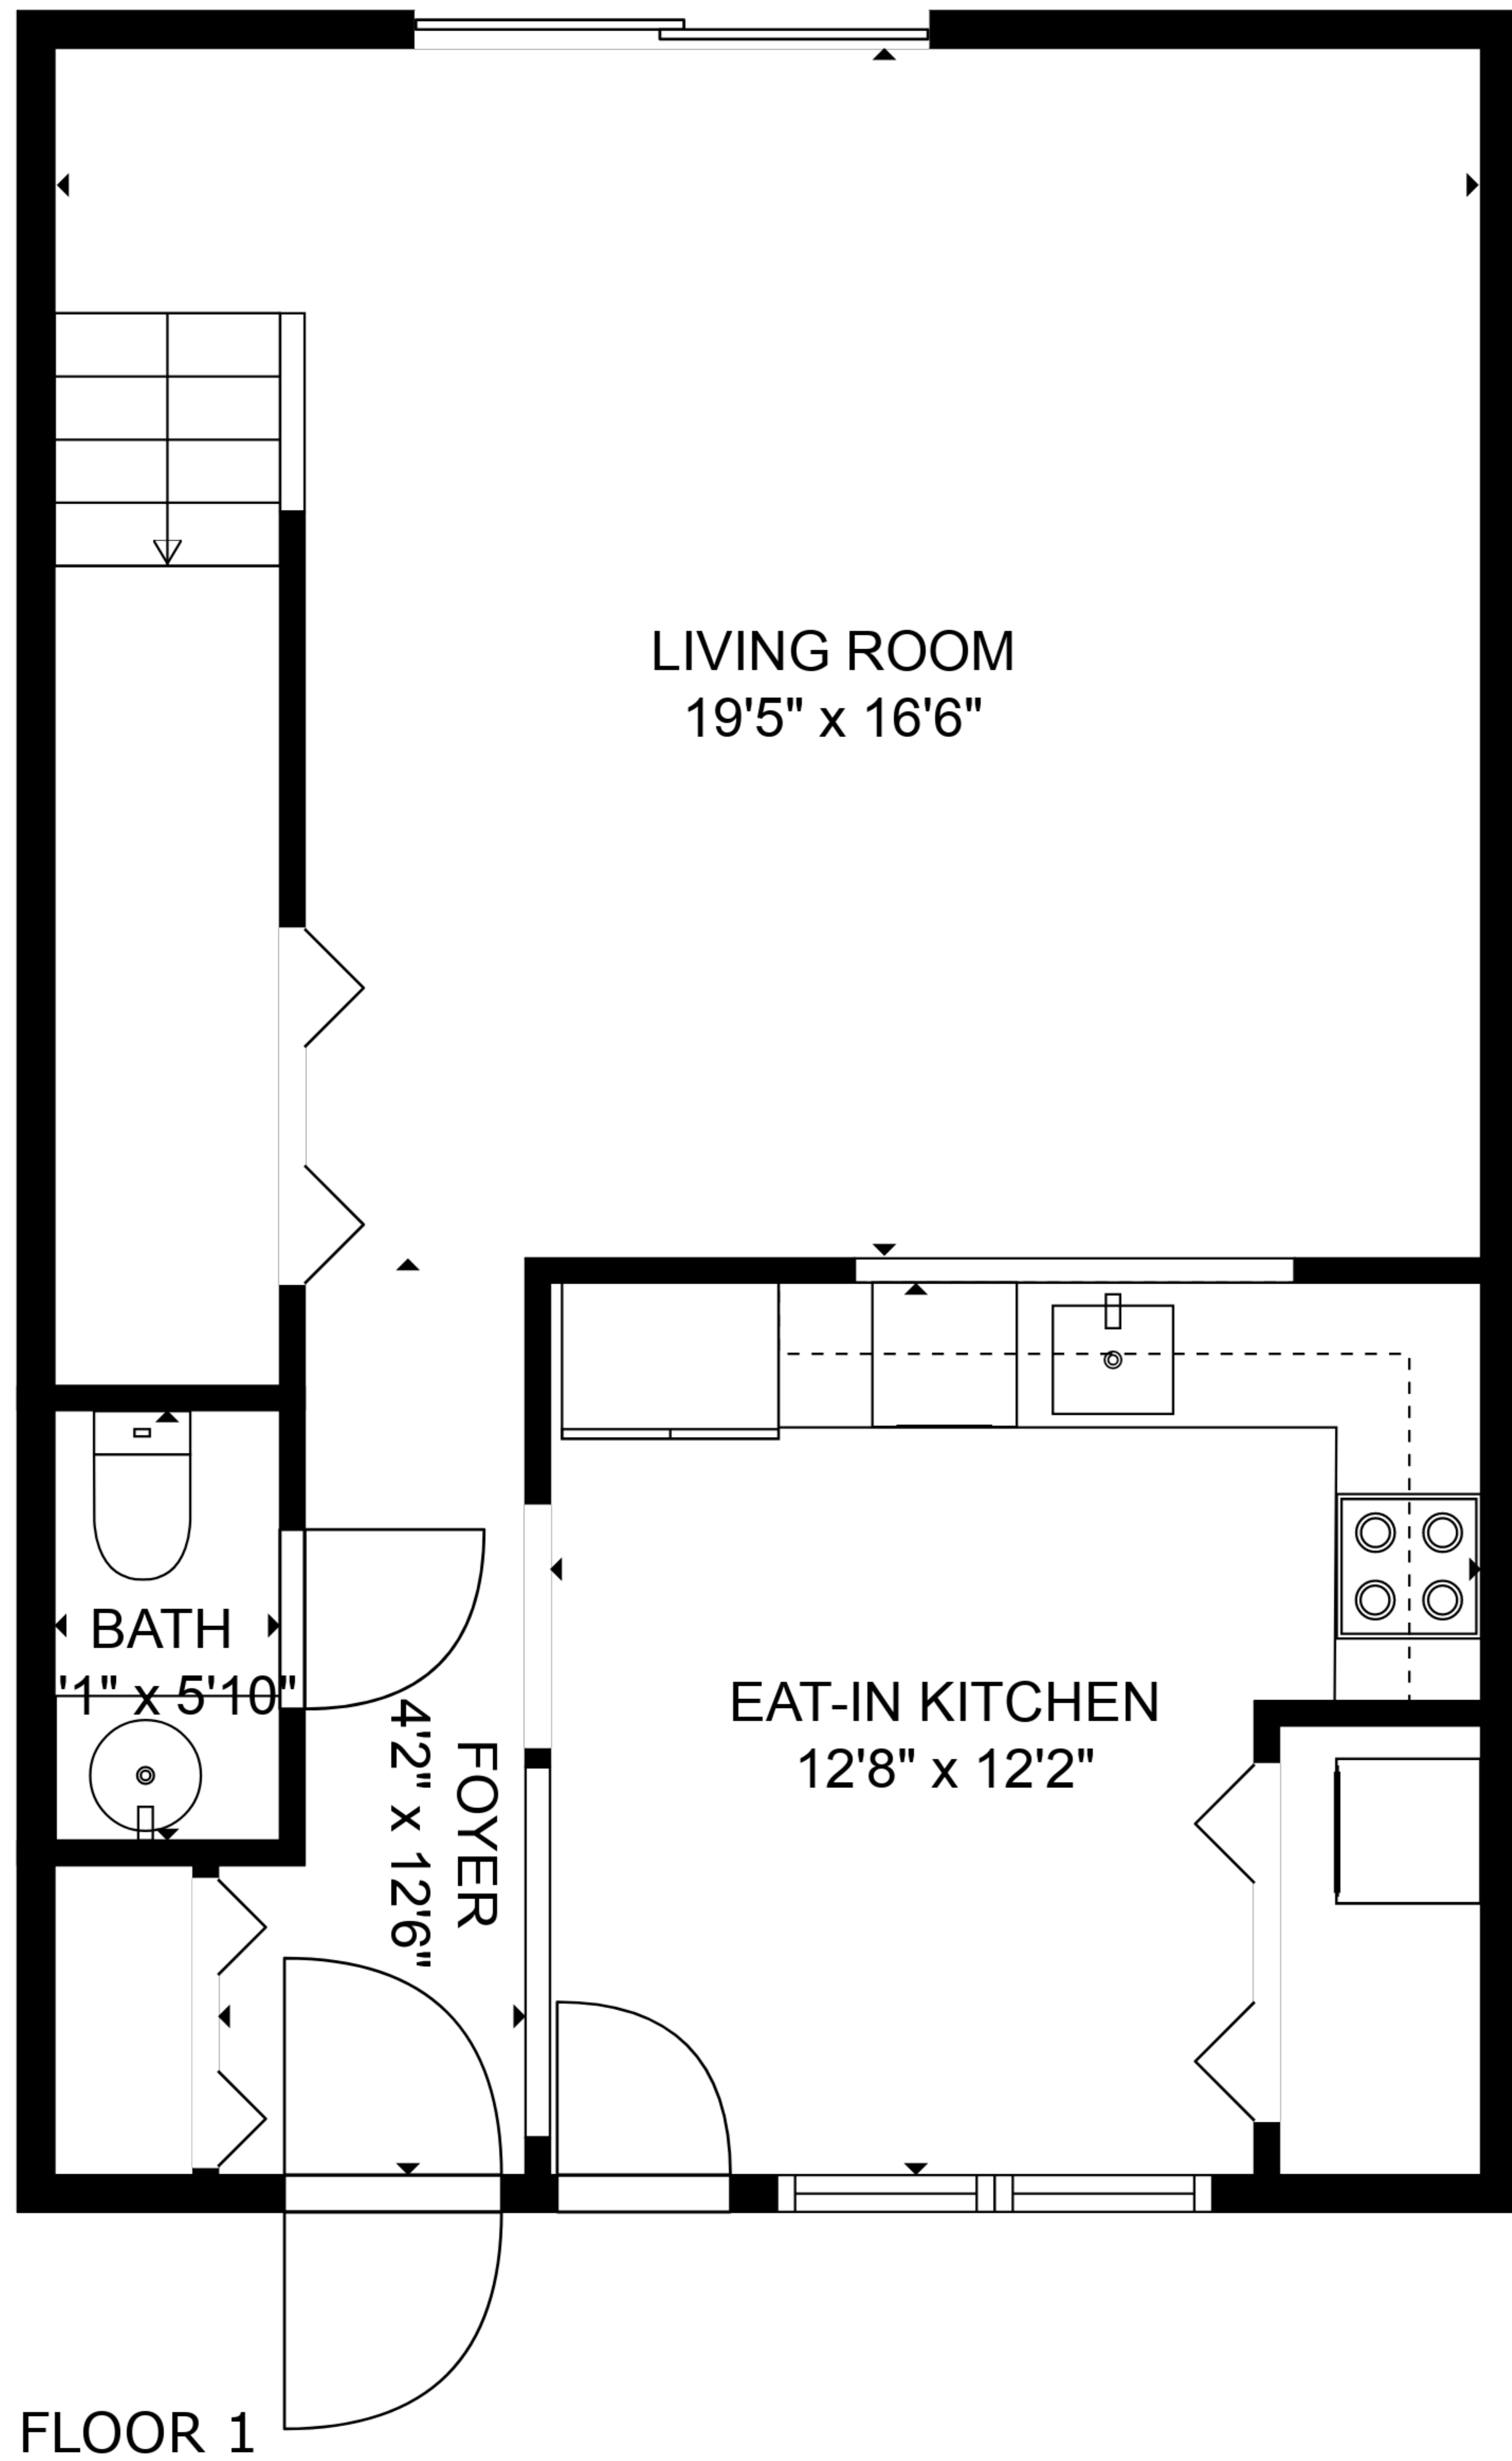 LIVING ROOM
19'5" x 16'6"
BATH
'1" x 5'10"
FOYER
4'2" x 12'6"
EAT-IN KITCHEN
12'8" x 12'2"
FLOOR 1